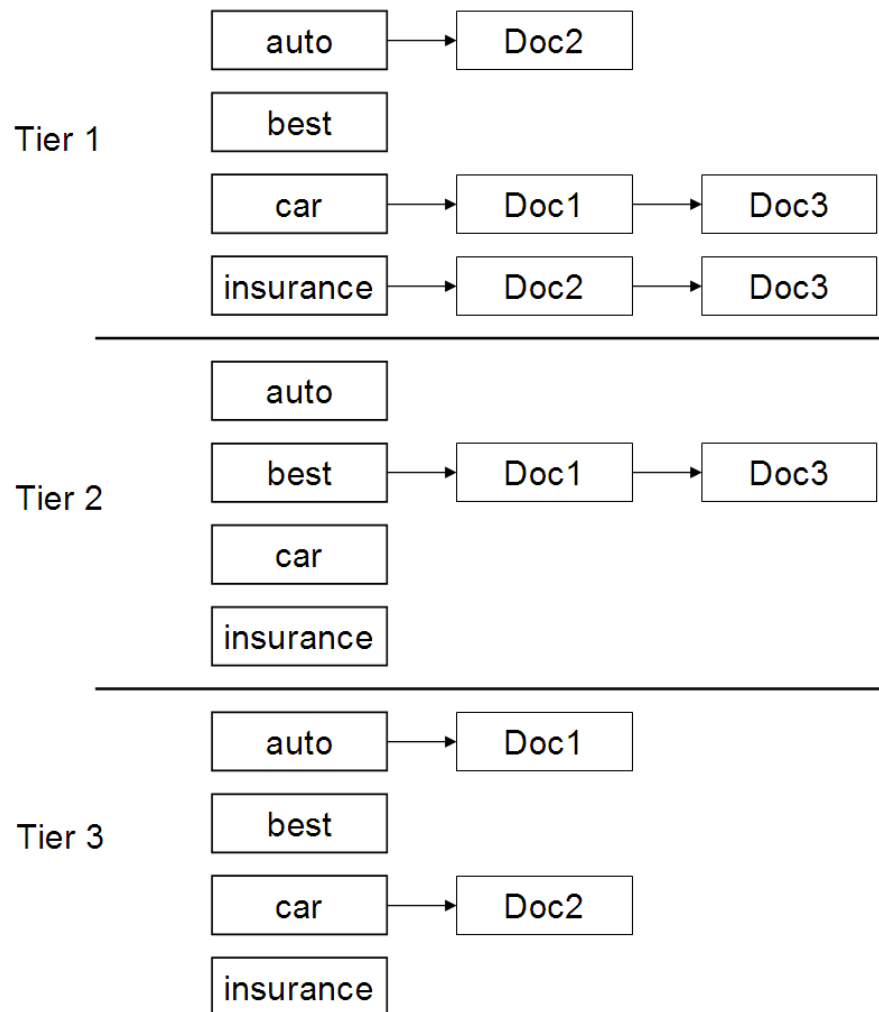 auto Doc2
Tier 1
best
car Doc1 Doc3
insurance Doc2 Doc3
auto
best Doc1 Doc3
Tier 2
car
insurance
auto Doc1
best
Tier 3
car Doc2
insurance